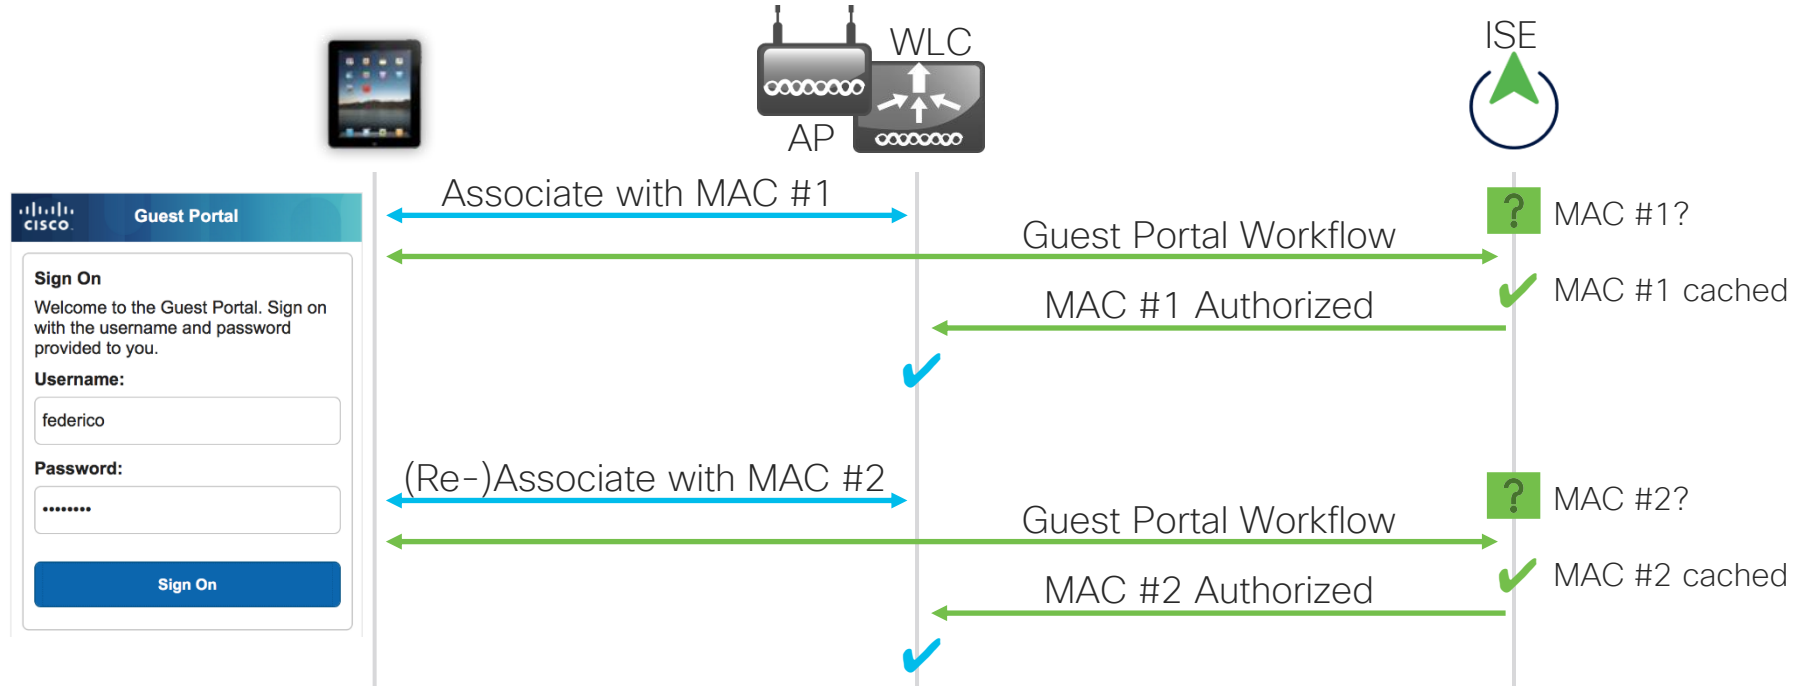 WLC
AP
ISE
CISCO
Guest Portal
Sign On
Welcome to the Guest Portal. Sign on
with the username and password
provided to you.
Username:
federico
Password:
••••••••
Sign On
Associate with MAC #1
? MAC #1?
Guest Portal Workflow
MAC #1 cached
MAC #1 Authorized
(Re-)Associate with MAC #2
? MAC #2?
Guest Portal Workflow
MAC #2 cached
MAC #2 Authorized